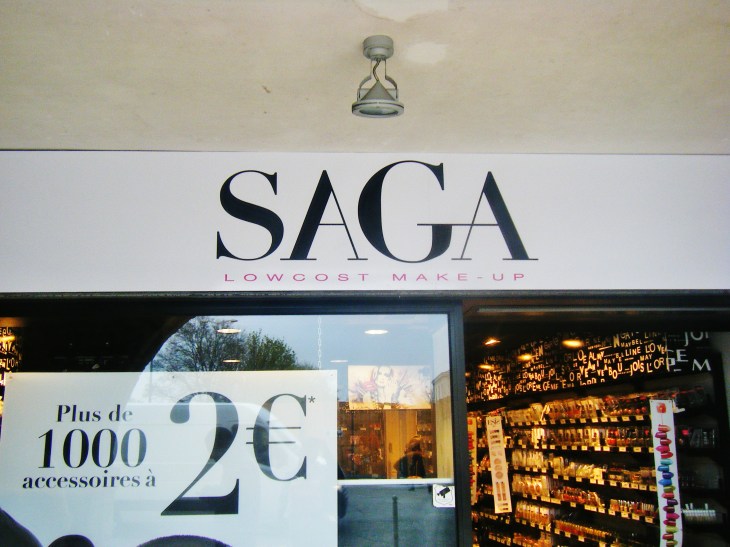 SAGA
LOWCOST MAKE-UP
Plus de
1000
accessoires à
2€*